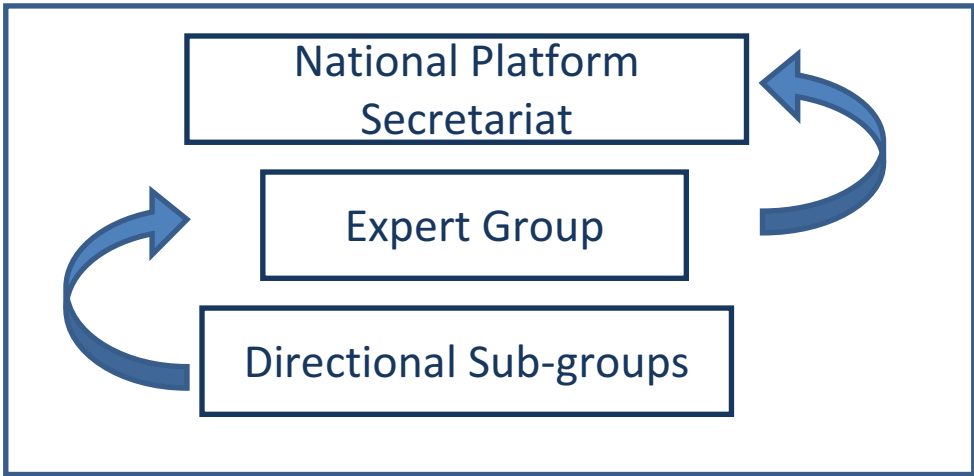 National Platform
Secretariat
Expert Group
Directional Sub-groups